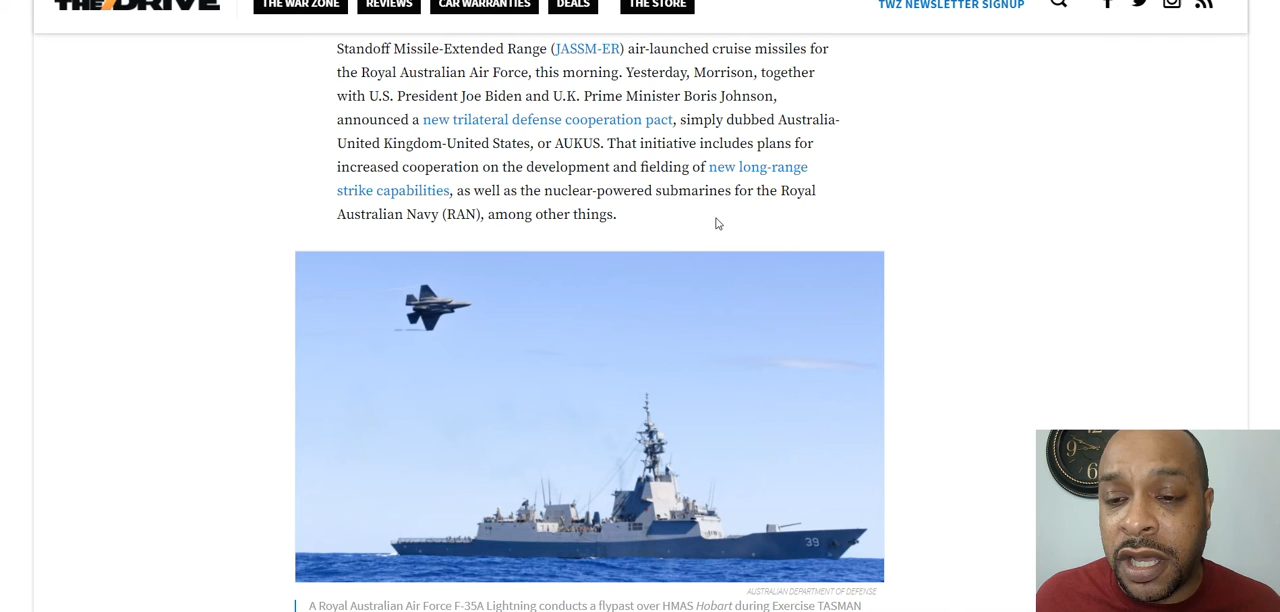 THE DRIVE
THE WAR ZONE
REVIEWS
CAR WARRANTIES
DEALS
THE STORE
TWZ NEWSLETTER SIGNUP
Standoff Missile-Extended Range (JASSM-ER) air-launched cruise missiles for
the Royal Australian Air Force, this morning. Yesterday, Morrison, together
with U.S. President Joe Biden and U.K. Prime Minister Boris Johnson,
announced a new trilateral defense cooperation pact, simply dubbed Australia-
United Kingdom-United States, or AUKUS. That initiative includes plans for
increased cooperation on the development and fielding of new long-range
strike capabilities, as well as the nuclear-powered submarines for the Royal
Australian Navy (RAN), among other things.
39
AUSTRALIAN DEPARTMENT OF DEFENSE
A Royal Australian Air Force F-35A Lightning conducts a flypast over HMAS Hobart during Exercise TASMAN
9
6